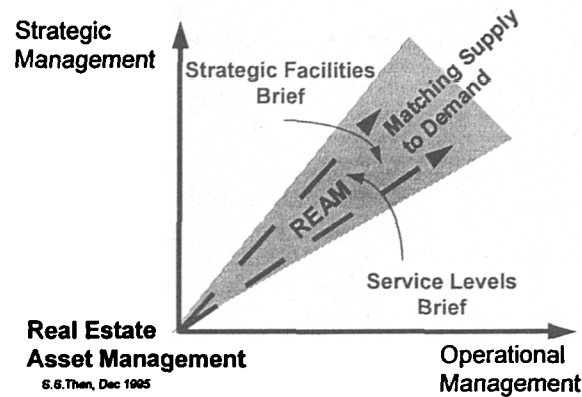 Strategic
Management
Strategic Facilities
Brief
Matching Supply
to Demand
REAM
Service Levels
Brief
Real Estate
Asset Management
S.S.Then, Dec 1995
Operational
Management